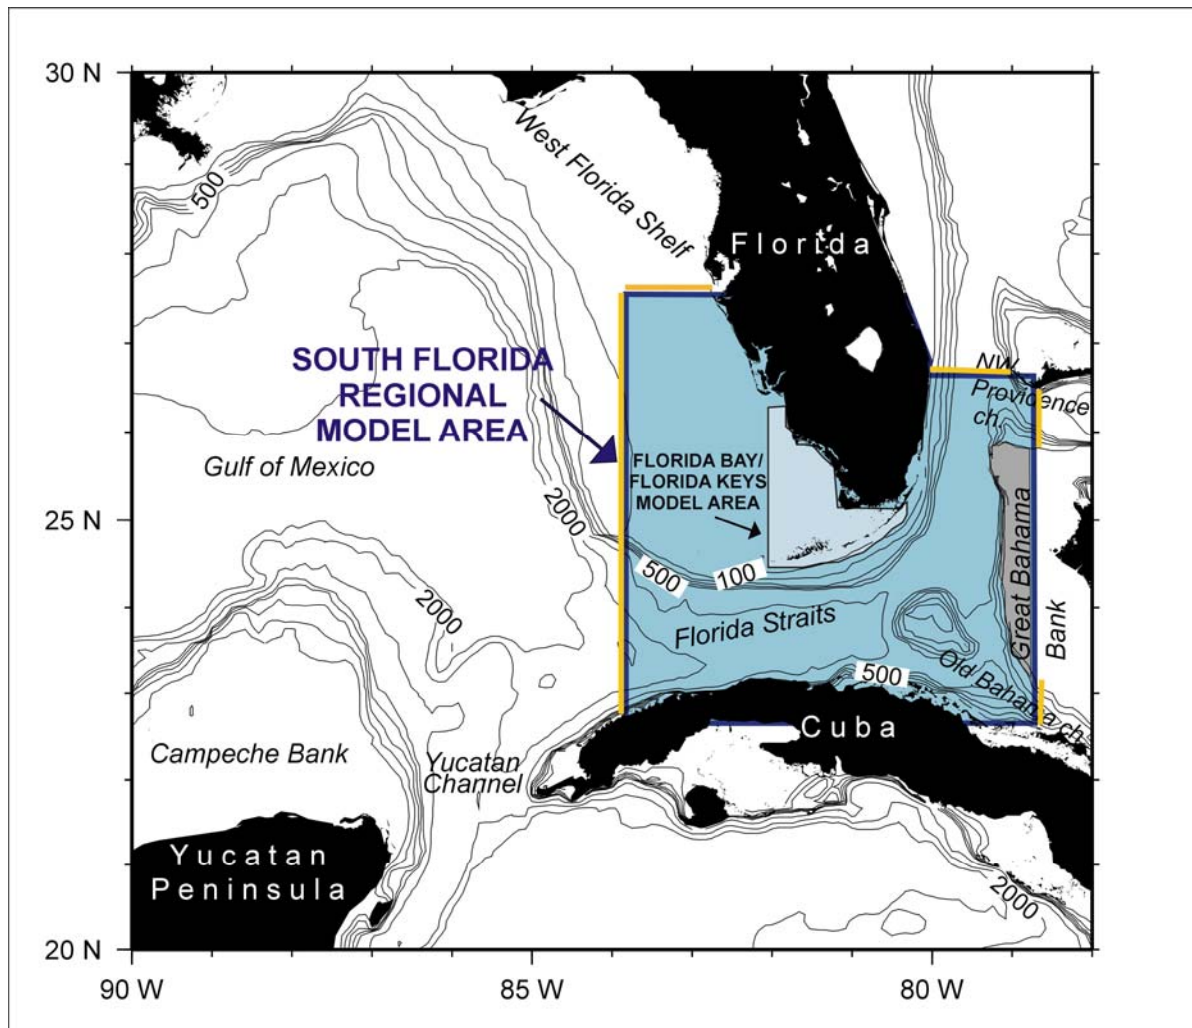 30 N
West Florida Shelf
500
Florida
SOUTH FLORIDA
REGIONAL
MODEL AREA
NW
Providence
ch.
Gulf of Mexico
FLORIDA BAY/
FLORIDA KEYS
MODEL AREA
25 N
2000
500
100
Great Bahama
Bank
2000
Florida Straits
500
Old Bahama ch.
Cuba
Campeche Bank
Yucatan
Channel
Yucatan
Peninsula
2000
20 N
90 W
85 W
80 W